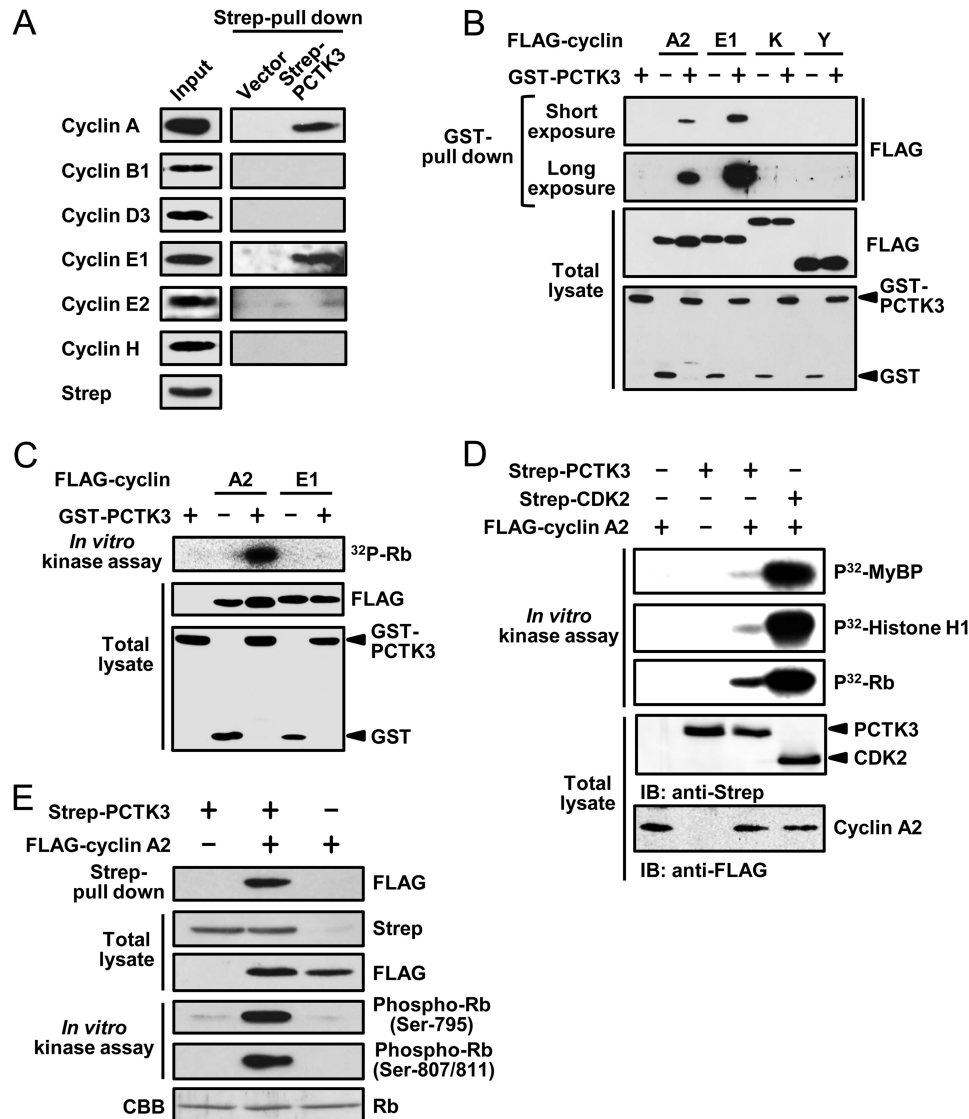 A
Strep-pull down
Input
Vector
Strep-
PCTK3
Cyclin A
Cyclin B1
Cyclin D3
Cyclin E1
Cyclin E2
Cyclin H
Strep
B
FLAG-cyclin A2 E1 K Y
GST-PCTK3 + – + – + – + – +
GST-
pull down
Short
exposure
Long
exposure
FLAG
Total
lysate
FLAG
GST-
PCTK3
GST
C
FLAG-cyclin A2 E1
GST-PCTK3 + – + – +
In vitro
kinase assay
³²P-Rb
Total
lysate
FLAG
GST-
PCTK3
GST
D
Strep-PCTK3 – + + –
Strep-CDK2 – – – +
FLAG-cyclin A2 + – + +
In vitro
kinase assay
P³²-MyBP
P³²-Histone H1
P³²-Rb
Total
lysate
PCTK3
CDK2
IB: anti-Strep
Cyclin A2
IB: anti-FLAG
E
Strep-PCTK3 + + –
FLAG-cyclin A2 – + +
Strep-
pull down
FLAG
Total
lysate
Strep
FLAG
In vitro
kinase assay
Phospho-Rb
(Ser-795)
Phospho-Rb
(Ser-807/811)
CBB Rb